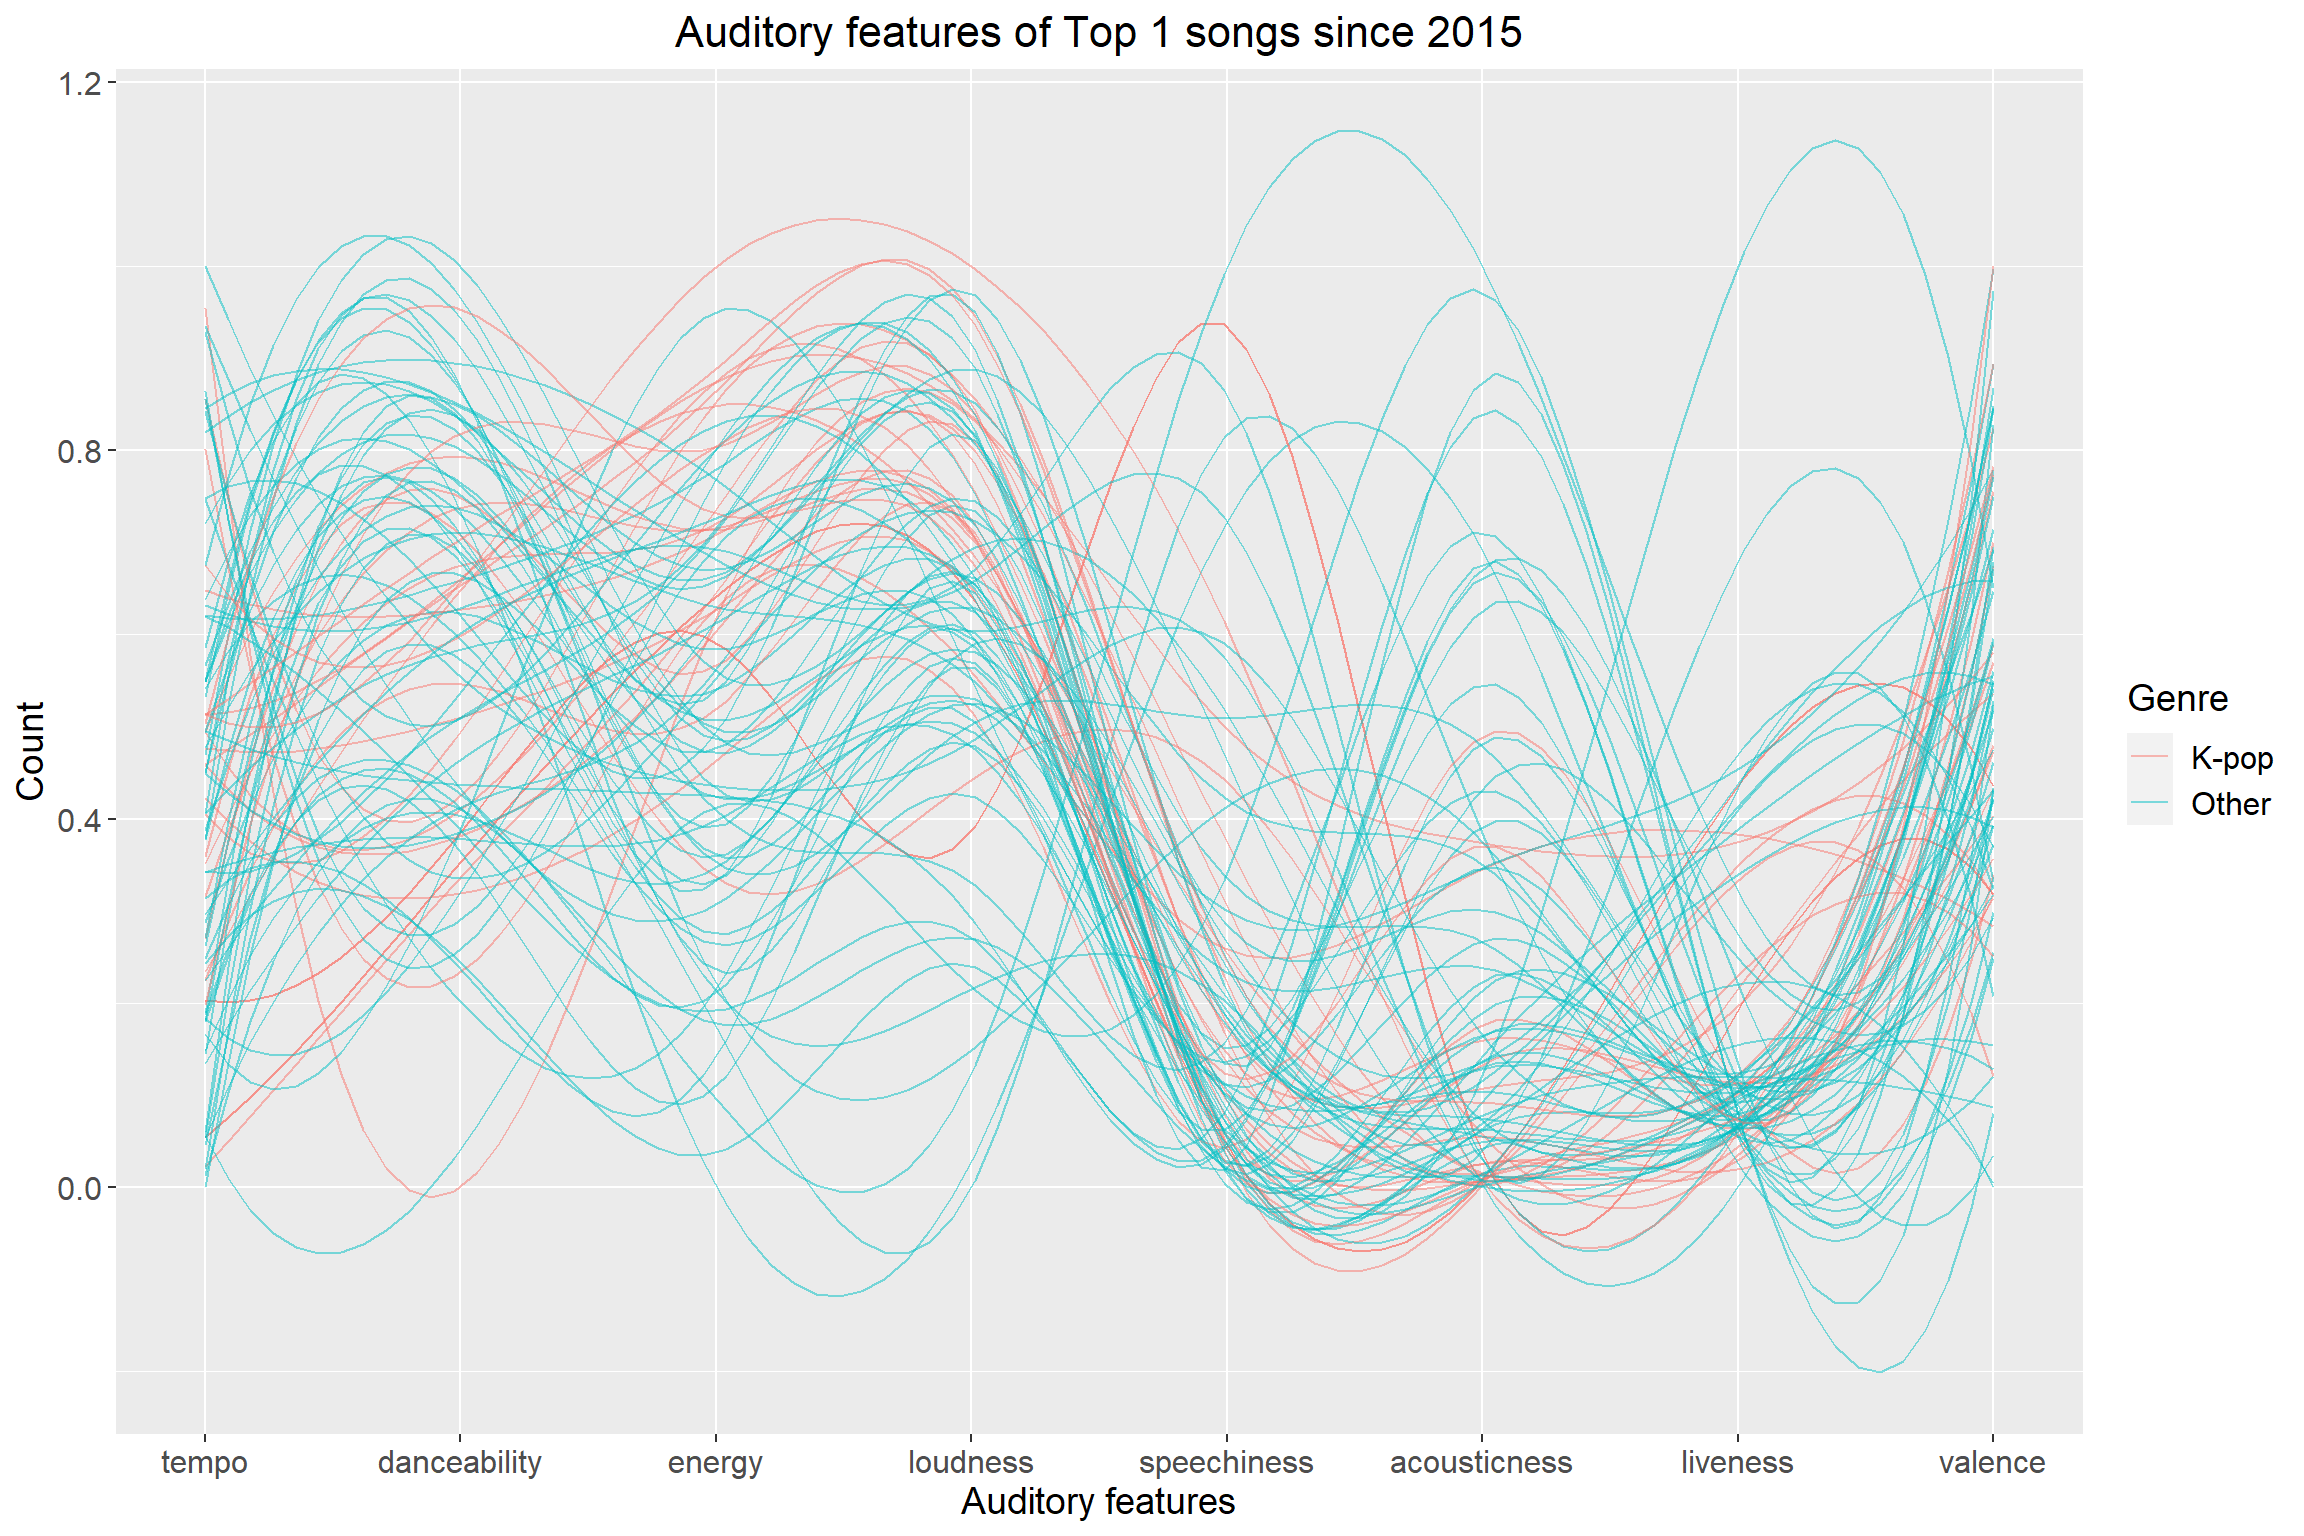 Auditory features of Top 1 songs since 2015
1.2
0.8
0.4
0.0
Count
tempo danceability energy loudness speechiness acousticness liveness valence
Auditory features
Genre
K-pop
Other